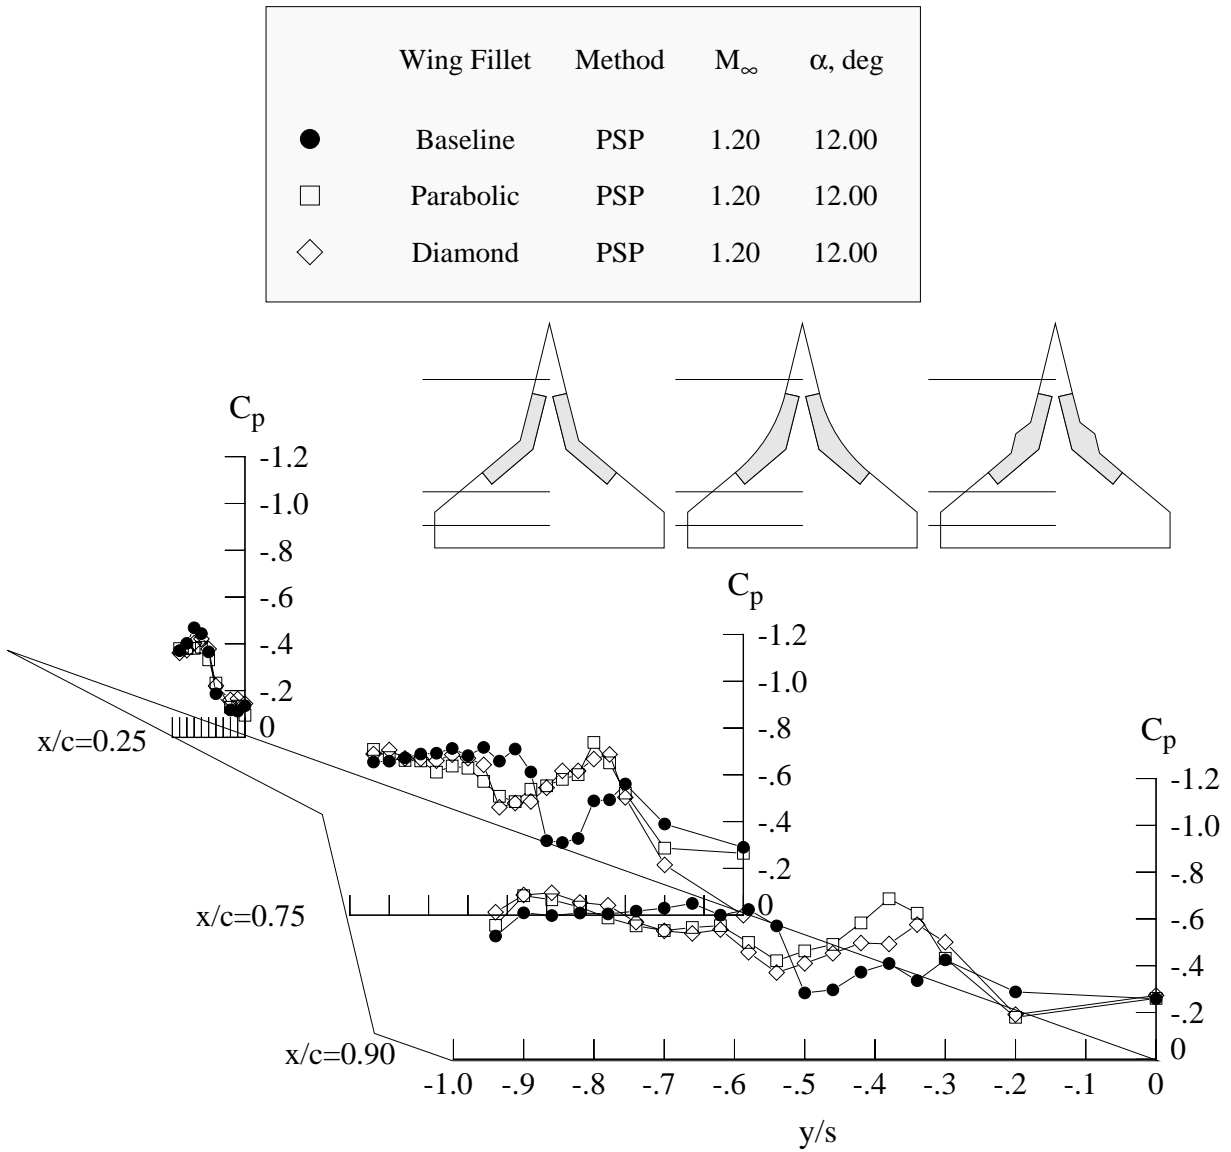 Wing Fillet Method M∞ α, deg
Baseline PSP 1.20 12.00
Parabolic PSP 1.20 12.00
Diamond PSP 1.20 12.00
Cp
-1.2
-1.0
-.8
-.6
-.4
-.2
0
x/c=0.25
Cp
-1.2
-1.0
-.8
-.6
-.4
-.2
0
x/c=0.75
Cp
-1.2
-1.0
-.8
-.6
-.4
-.2
0
x/c=0.90
-1.0 -.9 -.8 -.7 -.6 -.5 -.4 -.3 -.2 -.1 0
y/s